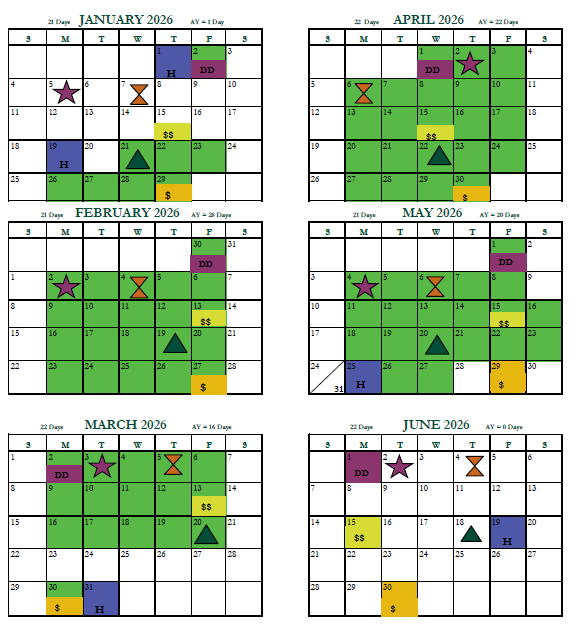 21 Days JANUARY 2026 AY = 1 Day
S M T W T F S
1 2 3
H DD
4 5 6 7 8 9 10
11 12 13 14 15 16 17
$$
18 19 20 21 22 23 24
H
25 26 27 28 29
$
22 Days APRIL 2026 AY = 22 Days
S M T W T F S
1 2 3 4
DD
5 6 7 8 9 10 11
12 13 14 15 16 17 18
$$
19 20 21 22 23 24 25
26 27 28 29 30
$
21 Days FEBRUARY 2026 AY = 28 Days
S M T W T F S
30 31
DD
1 2 3 4 5 6 7
8 9 10 11 12 13 14
$$
15 16 17 18 19 20 21
22 23 24 25 26 27 28
$
21 Days MAY 2026 AY = 20 Days
S M T W T F S
1 2
DD
3 4 5 6 7 8 9
10 11 12 13 14 15 16
$$
17 18 19 20 21 22 23
24 25 26 27 28 29 30
31 H $
22 Days MARCH 2026 AY = 16 Days
S M T W T F S
1 2 3 4 5 6 7
DD
8 9 10 11 12 13 14
$$
15 16 17 18 19 20 21
22 23 24 25 26 27 28
29 30 31
$ H
22 Days JUNE 2026 AY = 0 Days
S M T W T F S
1 2 3 4 5 6
DD
7 8 9 10 11 12 13
14 15 16 17 18 19 20
$$ H
21 22 23 24 25 26 27
28 29 30
$